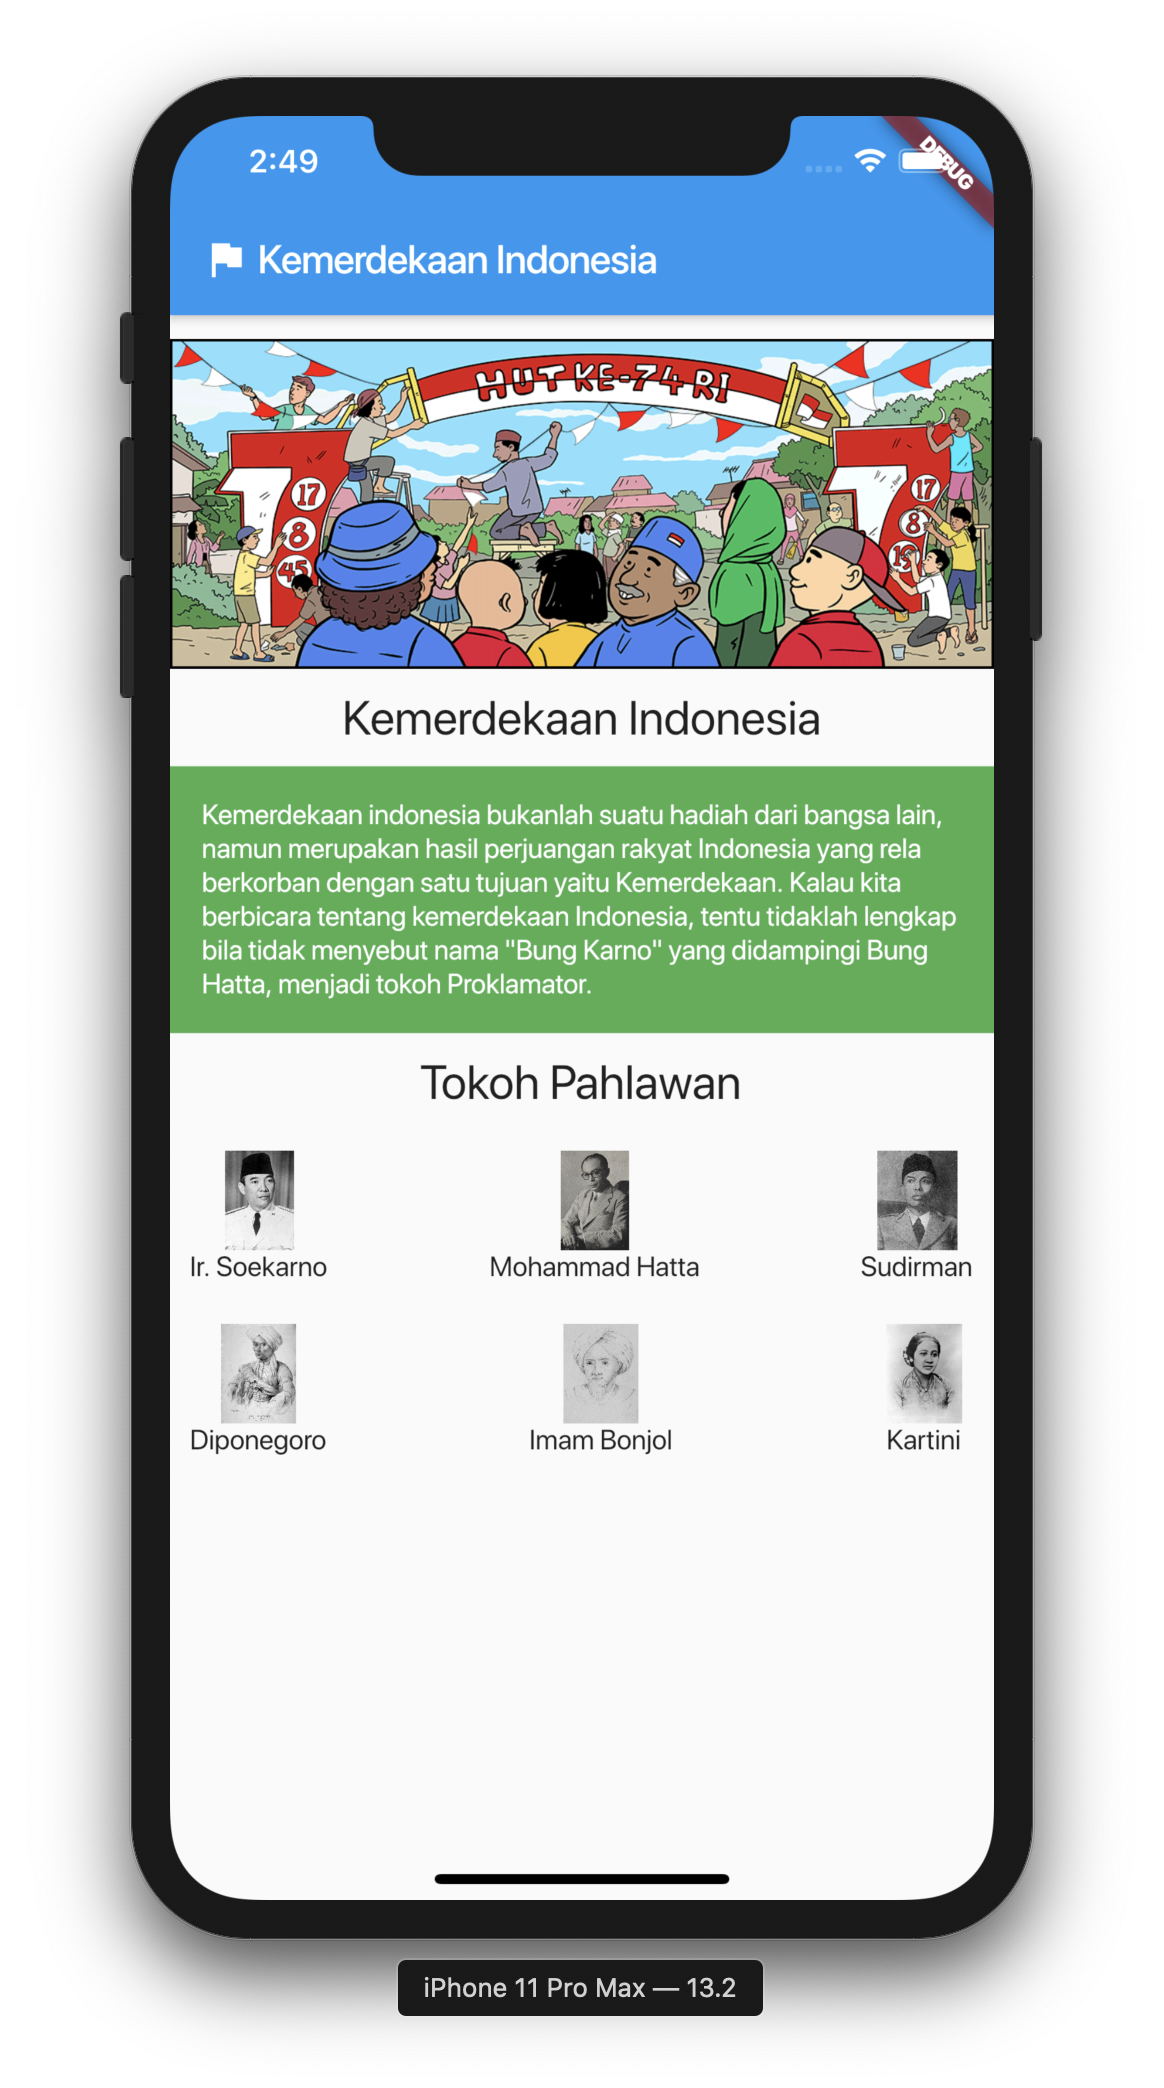 2:49
DEBUG
Kemerdekaan Indonesia
HUT KE-74 RI
17
8
45
17
8
Kemerdekaan Indonesia
Kemerdekaan indonesia bukanlah suatu hadiah dari bangsa lain,
namun merupakan hasil perjuangan rakyat Indonesia yang rela
berkorban dengan satu tujuan yaitu Kemerdekaan. Kalau kita
berbicara tentang kemerdekaan Indonesia, tentu tidaklah lengkap
bila tidak menyebut nama "Bung Karno" yang didampingi Bung
Hatta, menjadi tokoh Proklamator.
Tokoh Pahlawan
Ir. Soekarno
Mohammad Hatta
Sudirman
Diponegoro
Imam Bonjol
Kartini
iPhone 11 Pro Max — 13.2